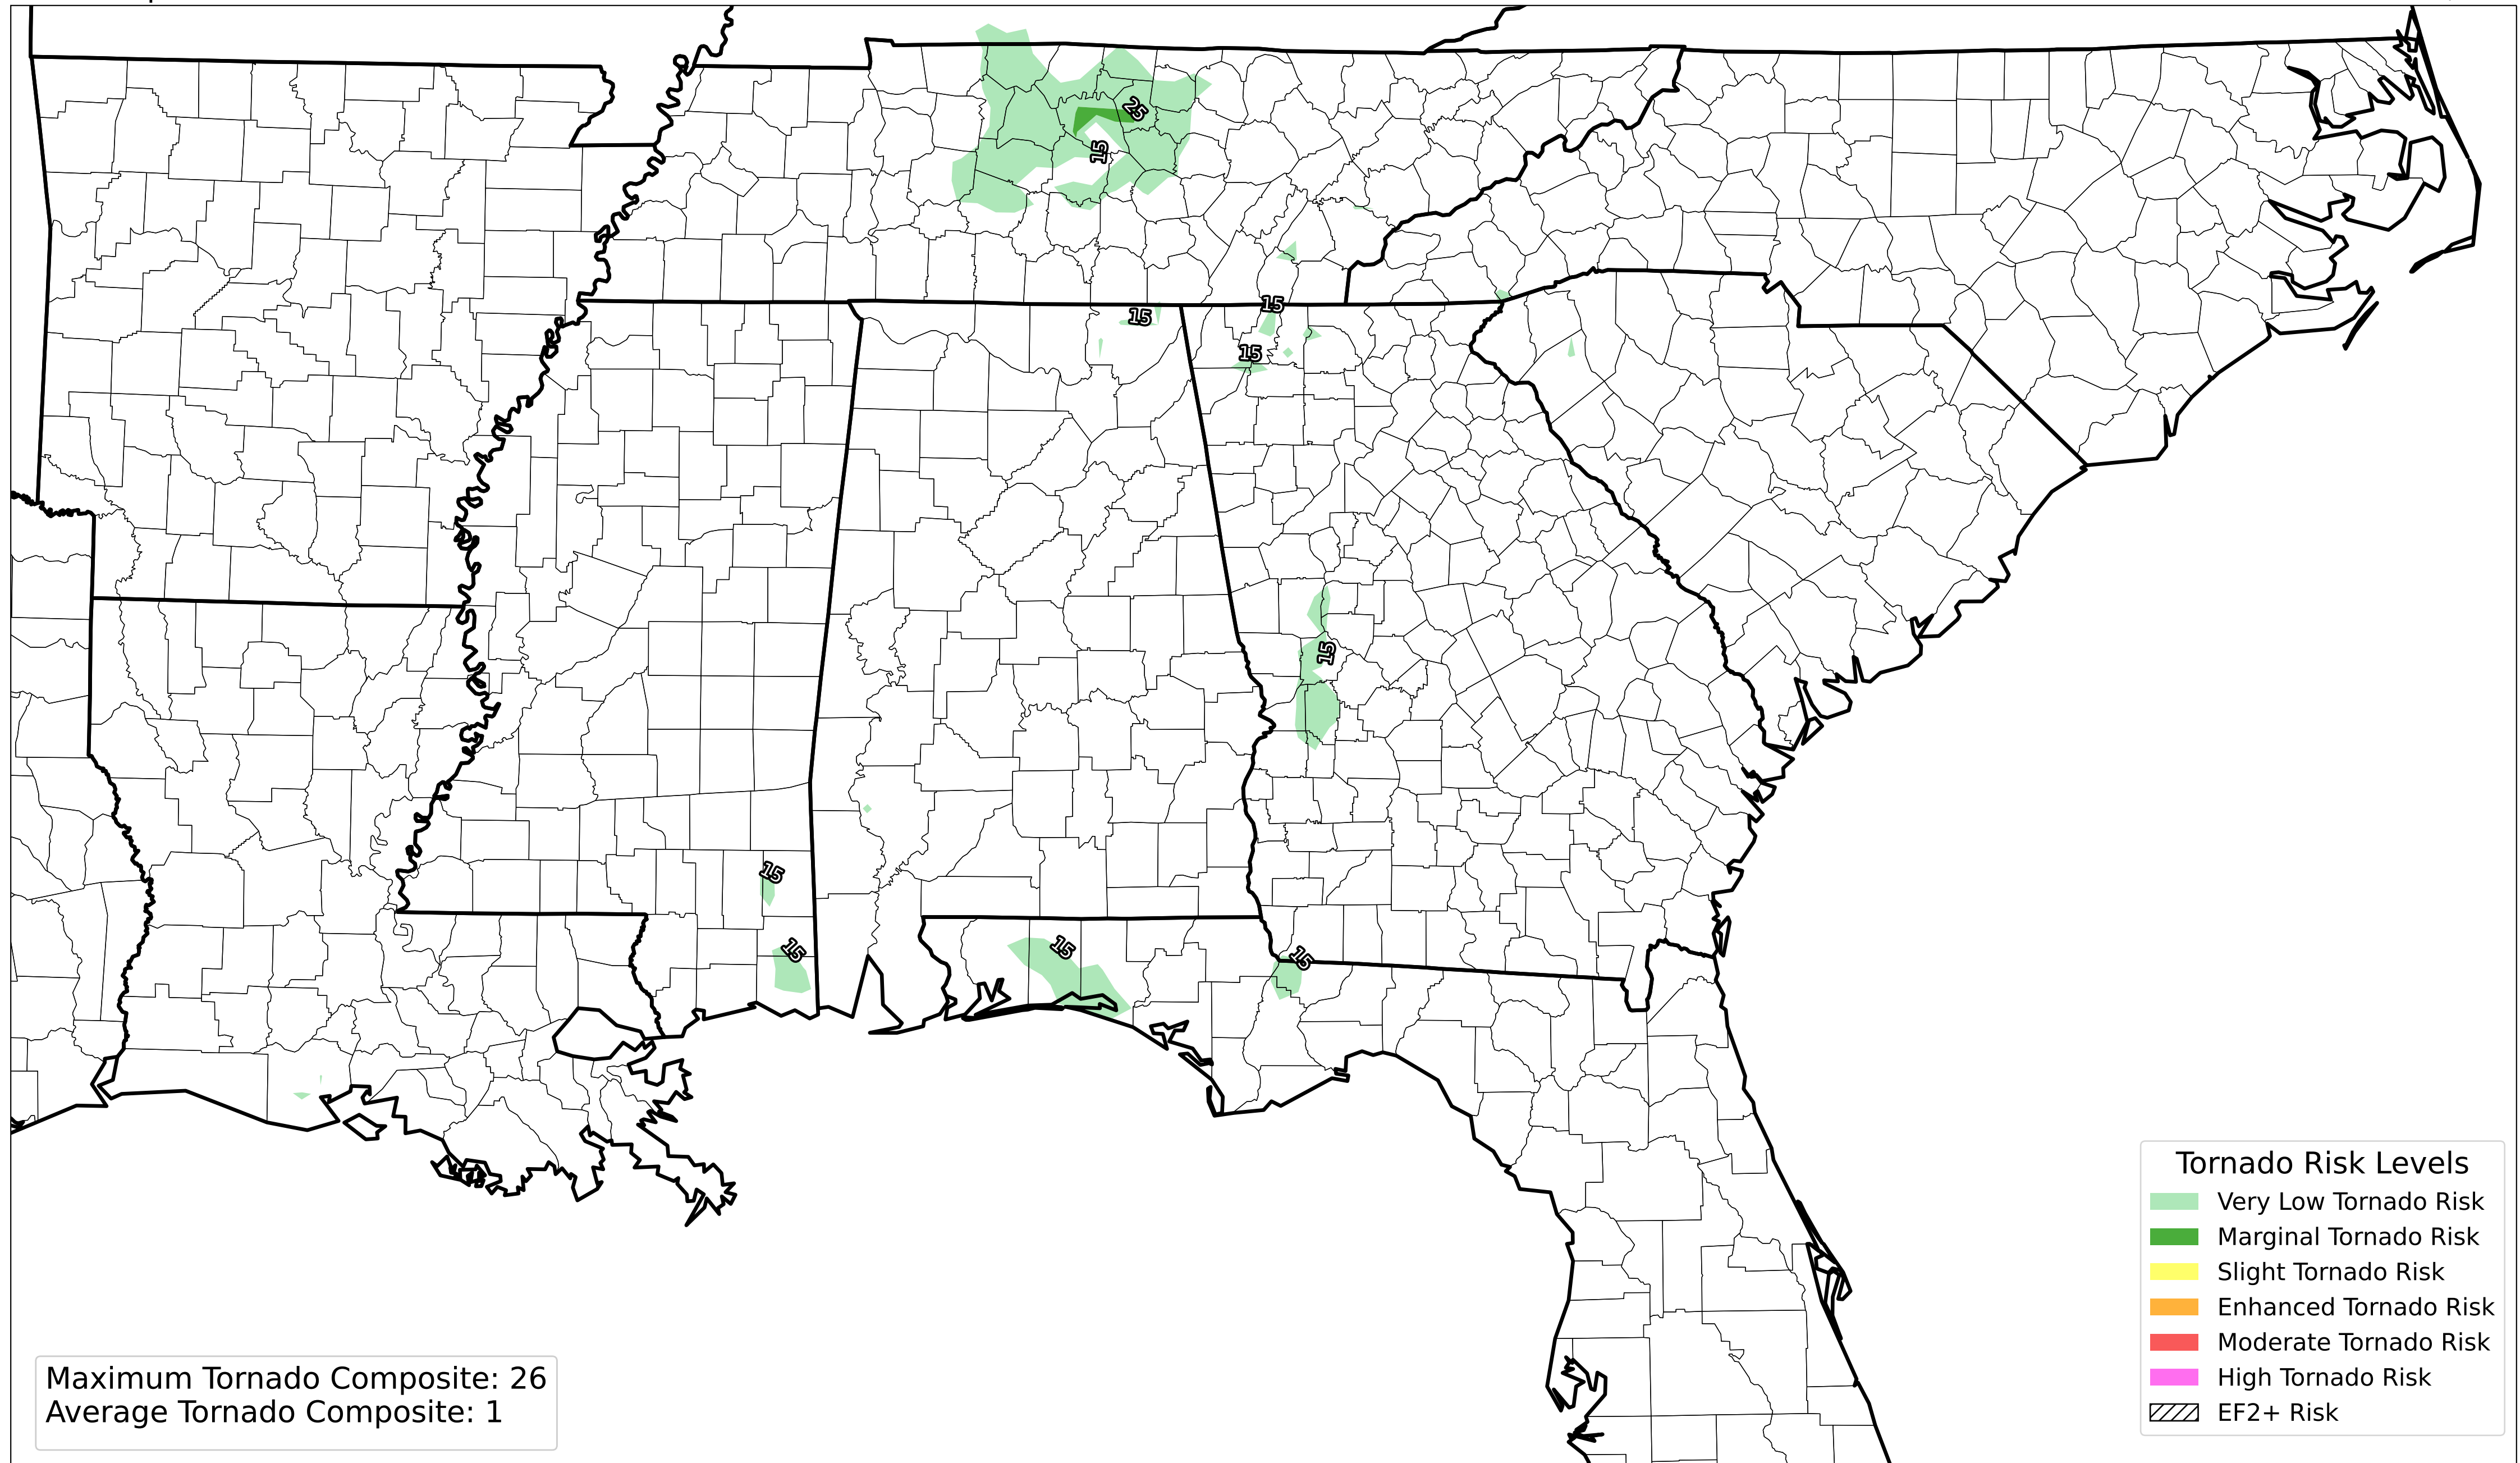 25
15
15
15
15
15
15
15
15
15
Tornado Risk Levels
Very Low Tornado Risk
Marginal Tornado Risk
Slight Tornado Risk
Enhanced Tornado Risk
Moderate Tornado Risk
High Tornado Risk
EF2+ Risk
Maximum Tornado Composite: 26
Average Tornado Composite: 1